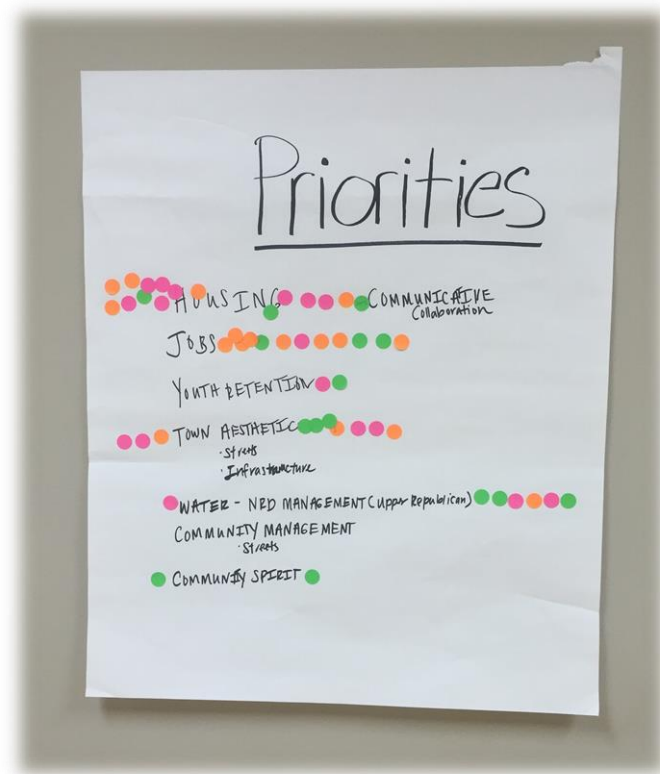 Priorities
HOUSING COMMUNICATIVE
Collaboration
JOBS
YOUTH RETENTION
TOWN AESTHETIC
· Streets
· Infrastructure
WATER - NRD MANAGEMENT (Upper Republican)
COMMUNITY MANAGEMENT
· Streets
COMMUNITY SPIRIT